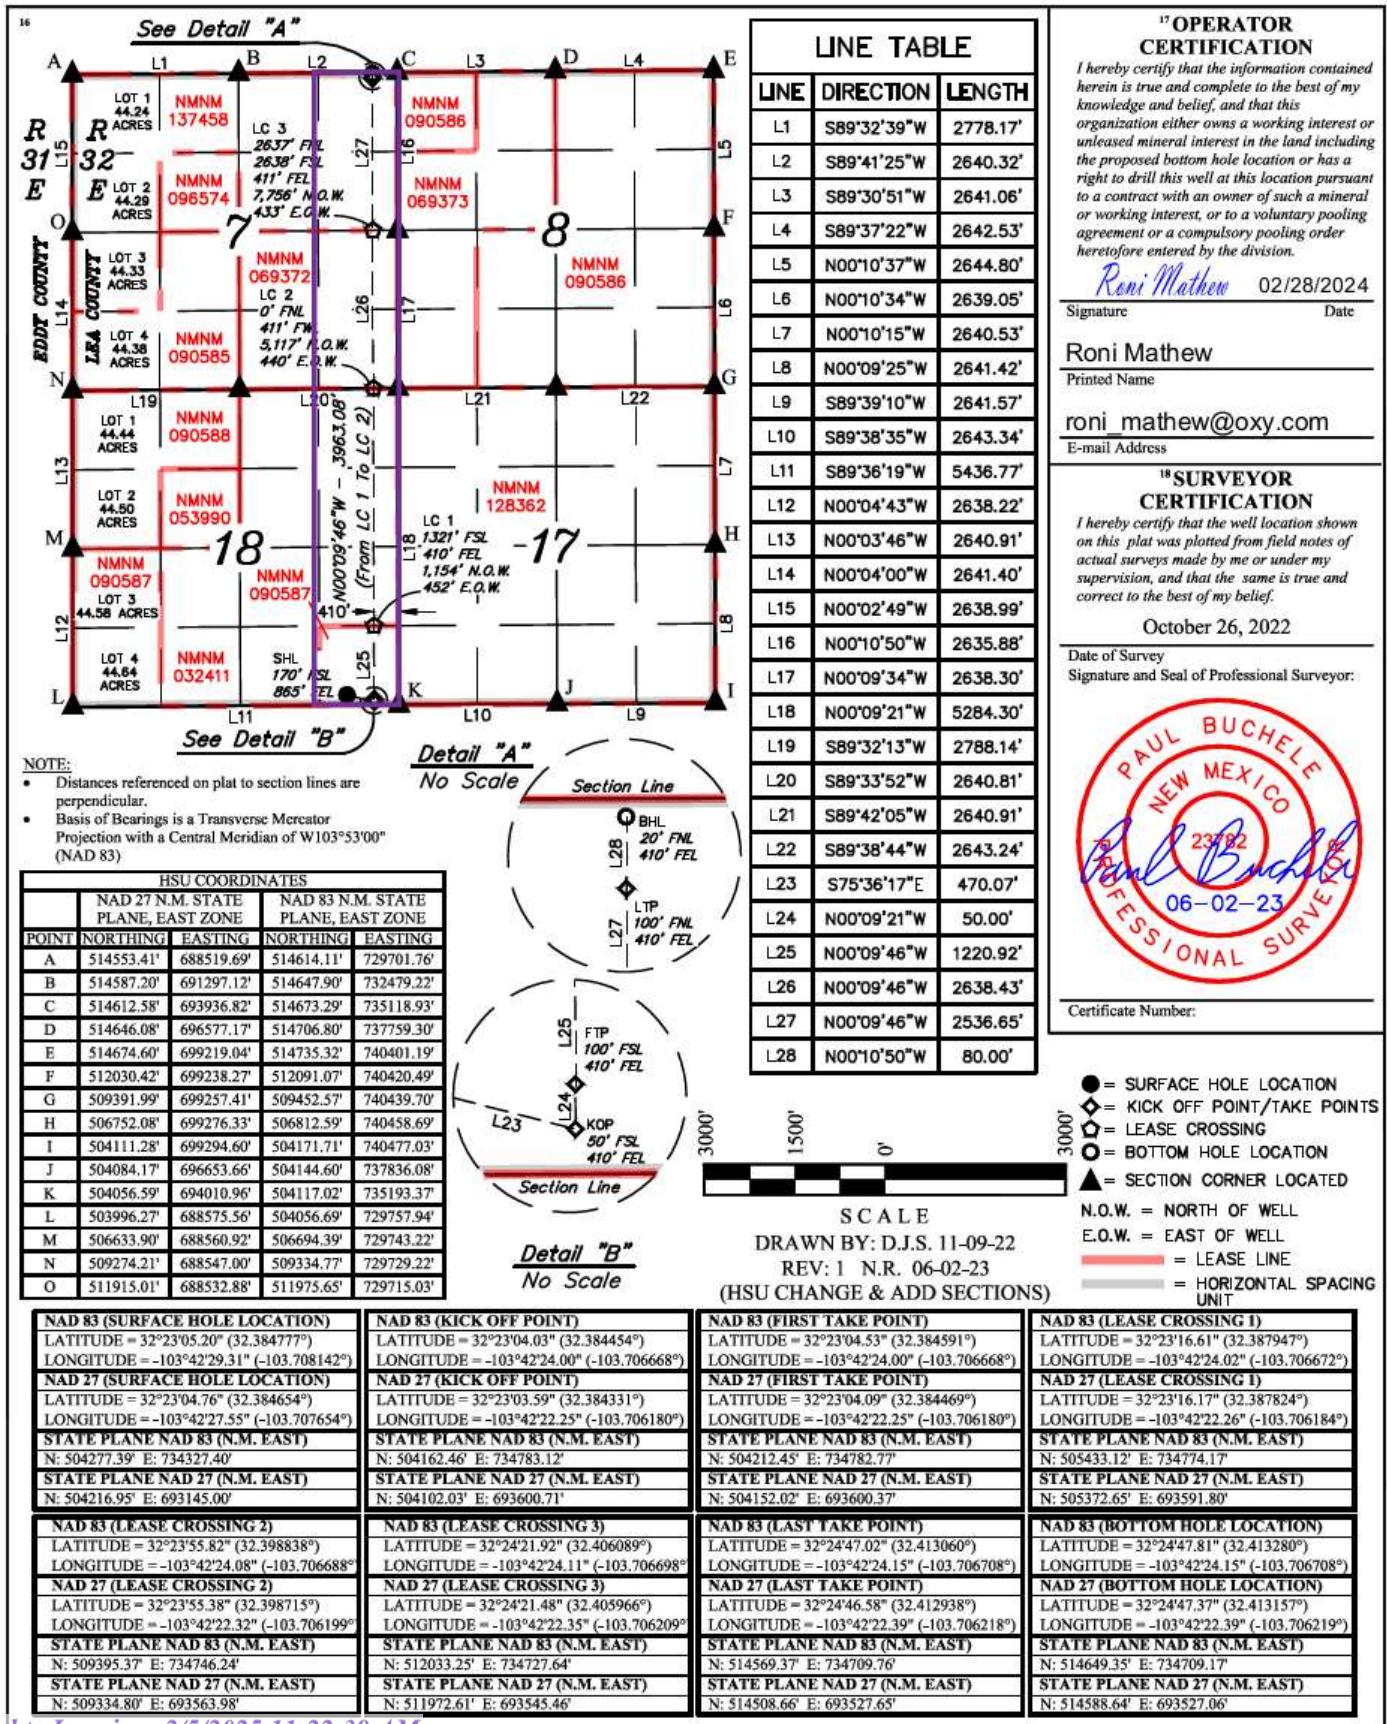 16
See Detail "A"
A L1 B L2 C L3 D L4 E
LOT 1
44.24
ACRES
NMNM
137458
NMNM
090586
R R
31 32
E E
L15
LC 3
2637' FNL
2638' FSL
411' FEL
7,756' N.O.W.
433' E.O.W.
L27
L16
L5
LOT 2
44.29
ACRES
NMNM
096574
NMNM
069373
O
7
8
F
EDDY COUNTY
LEA COUNTY
LOT 3
44.33
ACRES
NMNM
069372
NMNM
090586
LC 2
0' FNL
411' FWL
5,117' N.O.W.
440' E.O.W.
L14
L26
L17
L6
LOT 4
44.38
ACRES
NMNM
090585
N
L19
L20
L21
L22
G
LOT 1
44.44
ACRES
NMNM
090588
N00°09'46"W - 3963.08'
(From LC 1 To LC 2)
L13
L7
LOT 2
44.50
ACRES
NMNM
053990
NMNM
128362
M
18
17
H
LC 1
1321' FSL
410' FEL
1,154' N.O.W.
452' E.O.W.
L18
NMNM
090587
LOT 3
44.58 ACRES
NMNM
090587
410'
L12
L8
LOT 4
44.64
ACRES
NMNM
032411
SHL
170' FSL
865' FEL
L25
L
L11
K
L10
J
L9
I
See Detail "B"
LINE TABLE
LINE DIRECTION LENGTH
L1 S89°32'39"W 2778.17'
L2 S89°41'25"W 2640.32'
L3 S89°30'51"W 2641.06'
L4 S89°37'22"W 2642.53'
L5 N00°10'37"W 2644.80'
L6 N00°10'34"W 2639.05'
L7 N00°10'15"W 2640.53'
L8 N00°09'25"W 2641.42'
L9 S89°39'10"W 2641.57'
L10 S89°38'35"W 2643.34'
L11 S89°36'19"W 5436.77'
L12 N00°04'43"W 2638.22'
L13 N00°03'46"W 2640.91'
L14 N00°04'00"W 2641.40'
L15 N00°02'49"W 2638.99'
L16 N00°10'50"W 2635.88'
L17 N00°09'34"W 2638.30'
L18 N00°09'21"W 5284.30'
L19 S89°32'13"W 2788.14'
L20 S89°33'52"W 2640.81'
L21 S89°42'05"W 2640.91'
L22 S89°38'44"W 2643.24'
L23 S75°36'17"E 470.07'
L24 N00°09'21"W 50.00'
L25 N00°09'46"W 1220.92'
L26 N00°09'46"W 2638.43'
L27 N00°09'46"W 2536.65'
L28 N00°10'50"W 80.00'
17 OPERATOR
CERTIFICATION
I hereby certify that the information contained
herein is true and complete to the best of my
knowledge and belief, and that this
organization either owns a working interest or
unleased mineral interest in the land including
the proposed bottom hole location or has a
right to drill this well at this location pursuant
to a contract with an owner of such a mineral
or working interest, or to a voluntary pooling
agreement or a compulsory pooling order
heretofore entered by the division.
Roni Mathew 02/28/2024
Signature Date
Roni Mathew
Printed Name
roni_mathew@oxy.com
E-mail Address
18 SURVEYOR
CERTIFICATION
I hereby certify that the well location shown
on this plat was plotted from field notes of
actual surveys made by me or under my
supervision, and that the same is true and
correct to the best of my belief.
October 26, 2022
Date of Survey
Signature and Seal of Professional Surveyor:
PAUL BUCHELE
NEW MEXICO
23782
Paul Buchele
06-02-23
PROFESSIONAL SURVEYOR
Certificate Number:
NOTE:
• Distances referenced on plat to section lines are
perpendicular.
• Basis of Bearings is a Transverse Mercator
Projection with a Central Meridian of W103°53'00"
(NAD 83)
Detail "A"
No Scale
Section Line
BHL
20' FNL
410' FEL
L28
LTP
100' FNL
410' FEL
L27
L25
FTP
100' FSL
410' FEL
L24
L23
KOP
50' FSL
410' FEL
Section Line
Detail "B"
No Scale
HSU COORDINATES
NAD 27 N.M. STATE PLANE, EAST ZONE NAD 83 N.M. STATE PLANE, EAST ZONE
POINT NORTHING EASTING NORTHING EASTING
A 514553.41' 688519.69' 514614.11' 729701.76'
B 514587.20' 691297.12' 514647.90' 732479.22'
C 514612.58' 693936.82' 514673.29' 735118.93'
D 514646.08' 696577.17' 514706.80' 737759.30'
E 514674.60' 699219.04' 514735.32' 740401.19'
F 512030.42' 699238.27' 512091.07' 740420.49'
G 509391.99' 699257.41' 509452.57' 740439.70'
H 506752.08' 699276.33' 506812.59' 740458.69'
I 504111.28' 699294.60' 504171.71' 740477.03'
J 504084.17' 696653.66' 504144.60' 737836.08'
K 504056.59' 694010.96' 504117.02' 735193.37'
L 503996.27' 688575.56' 504056.69' 729757.94'
M 506633.90' 688560.92' 506694.39' 729743.22'
N 509274.21' 688547.00' 509334.77' 729729.22'
O 511915.01' 688532.88' 511975.65' 729715.03'
3000' 1500' 0' 3000'
SCALE
DRAWN BY: D.J.S. 11-09-22
REV: 1 N.R. 06-02-23
(HSU CHANGE & ADD SECTIONS)
= SURFACE HOLE LOCATION
= KICK OFF POINT/TAKE POINTS
= LEASE CROSSING
= BOTTOM HOLE LOCATION
= SECTION CORNER LOCATED
N.O.W. = NORTH OF WELL
E.O.W. = EAST OF WELL
= LEASE LINE
= HORIZONTAL SPACING
UNIT
NAD 83 (SURFACE HOLE LOCATION)
LATITUDE = 32°23'05.20" (32.384777°)
LONGITUDE = -103°42'29.31" (-103.708142°)
NAD 27 (SURFACE HOLE LOCATION)
LATITUDE = 32°23'04.76" (32.384654°)
LONGITUDE = -103°42'27.55" (-103.707654°)
STATE PLANE NAD 83 (N.M. EAST)
N: 504277.39' E: 734327.40'
STATE PLANE NAD 27 (N.M. EAST)
N: 504216.95' E: 693145.00'
NAD 83 (KICK OFF POINT)
LATITUDE = 32°23'04.03" (32.384454°)
LONGITUDE = -103°42'24.00" (-103.706668°)
NAD 27 (KICK OFF POINT)
LATITUDE = 32°23'03.59" (32.384331°)
LONGITUDE = -103°42'22.25" (-103.706180°)
STATE PLANE NAD 83 (N.M. EAST)
N: 504162.46' E: 734783.12'
STATE PLANE NAD 27 (N.M. EAST)
N: 504102.03' E: 693600.71'
NAD 83 (FIRST TAKE POINT)
LATITUDE = 32°23'04.53" (32.384591°)
LONGITUDE = -103°42'24.00" (-103.706668°)
NAD 27 (FIRST TAKE POINT)
LATITUDE = 32°23'04.09" (32.384469°)
LONGITUDE = -103°42'22.25" (-103.706180°)
STATE PLANE NAD 83 (N.M. EAST)
N: 504212.45' E: 734782.77'
STATE PLANE NAD 27 (N.M. EAST)
N: 504152.02' E: 693600.37'
NAD 83 (LEASE CROSSING 1)
LATITUDE = 32°23'16.61" (32.387947°)
LONGITUDE = -103°42'24.02" (-103.706672°)
NAD 27 (LEASE CROSSING 1)
LATITUDE = 32°23'16.17" (32.387824°)
LONGITUDE = -103°42'22.26" (-103.706184°)
STATE PLANE NAD 83 (N.M. EAST)
N: 505433.12' E: 734774.17'
STATE PLANE NAD 27 (N.M. EAST)
N: 505372.65' E: 693591.80'
NAD 83 (LEASE CROSSING 2)
LATITUDE = 32°23'55.82" (32.398838°)
LONGITUDE = -103°42'24.08" (-103.706688°
NAD 27 (LEASE CROSSING 2)
LATITUDE = 32°23'55.38" (32.398715°)
LONGITUDE = -103°42'22.32" (-103.706199°
STATE PLANE NAD 83 (N.M. EAST)
N: 509395.37' E: 734746.24'
STATE PLANE NAD 27 (N.M. EAST)
N: 509334.80' E: 693563.98'
NAD 83 (LEASE CROSSING 3)
LATITUDE = 32°24'21.92" (32.406089°)
LONGITUDE = -103°42'24.11" (-103.706698°
NAD 27 (LEASE CROSSING 3)
LATITUDE = 32°24'21.48" (32.405966°)
LONGITUDE = -103°42'22.35" (-103.706209°
STATE PLANE NAD 83 (N.M. EAST)
N: 512033.25' E: 734727.64'
STATE PLANE NAD 27 (N.M. EAST)
N: 511972.61' E: 693545.46'
NAD 83 (LAST TAKE POINT)
LATITUDE = 32°24'47.02" (32.413060°)
LONGITUDE = -103°42'24.15" (-103.706708°)
NAD 27 (LAST TAKE POINT)
LATITUDE = 32°24'46.58" (32.412938°)
LONGITUDE = -103°42'22.39" (-103.706218°)
STATE PLANE NAD 83 (N.M. EAST)
N: 514569.37' E: 734709.76'
STATE PLANE NAD 27 (N.M. EAST)
N: 514508.66' E: 693527.65'
NAD 83 (BOTTOM HOLE LOCATION)
LATITUDE = 32°24'47.81" (32.413280°)
LONGITUDE = -103°42'24.15" (-103.706708°)
NAD 27 (BOTTOM HOLE LOCATION)
LATITUDE = 32°24'47.37" (32.413157°)
LONGITUDE = -103°42'22.39" (-103.706219°)
STATE PLANE NAD 83 (N.M. EAST)
N: 514649.35' E: 734709.17'
STATE PLANE NAD 27 (N.M. EAST)
N: 514588.64' E: 693527.06'